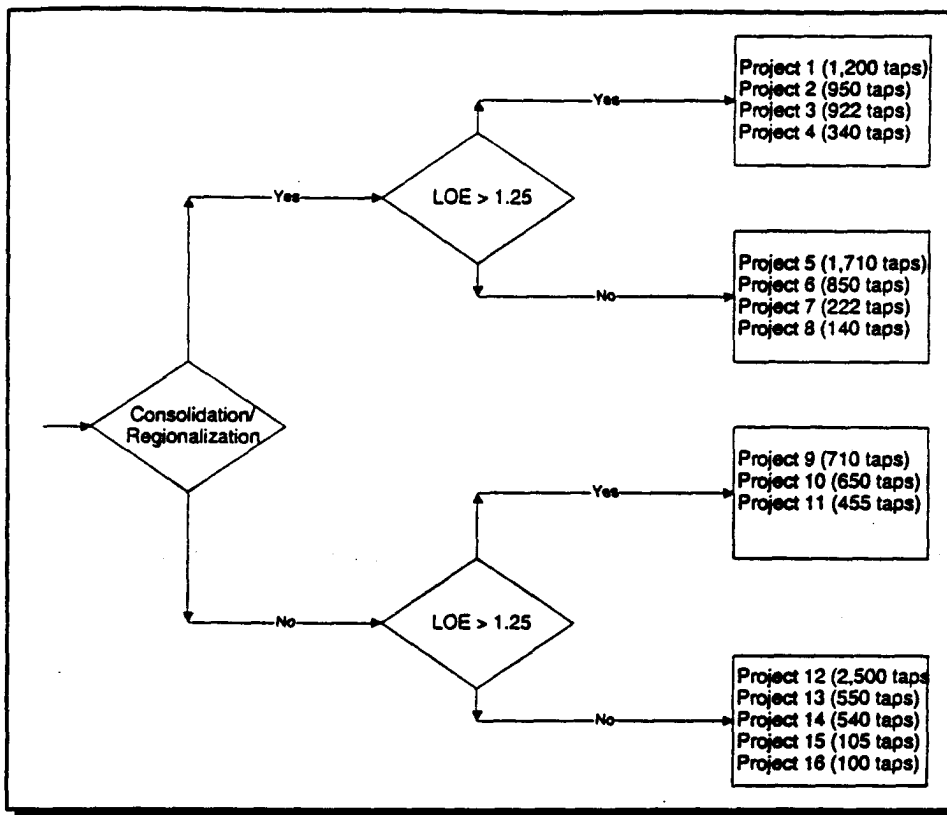 Project 1 (1,200 taps)
Project 2 (950 taps)
Project 3 (922 taps)
Project 4 (340 taps)
Yes
LOE > 1.25
Yes
No
Project 5 (1,710 taps)
Project 6 (850 taps)
Project 7 (222 taps)
Project 8 (140 taps)
Consolidation/
Regionalization
Project 9 (710 taps)
Project 10 (650 taps)
Project 11 (455 taps)
Yes
LOE > 1.25
No
No
Project 12 (2,500 taps
Project 13 (550 taps)
Project 14 (540 taps)
Project 15 (105 taps)
Project 16 (100 taps)